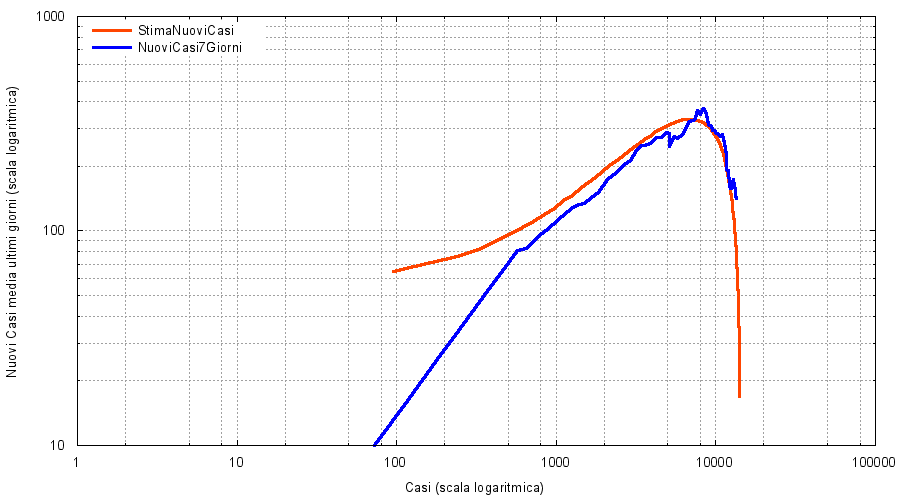 1000
StimaNuoviCasi
NuoviCasi7Giorni
100
10
Nuovi Casi media ultimi giorni (scala logaritmica)
1 10 100 1000 10000 100000
Casi (scala logaritmica)